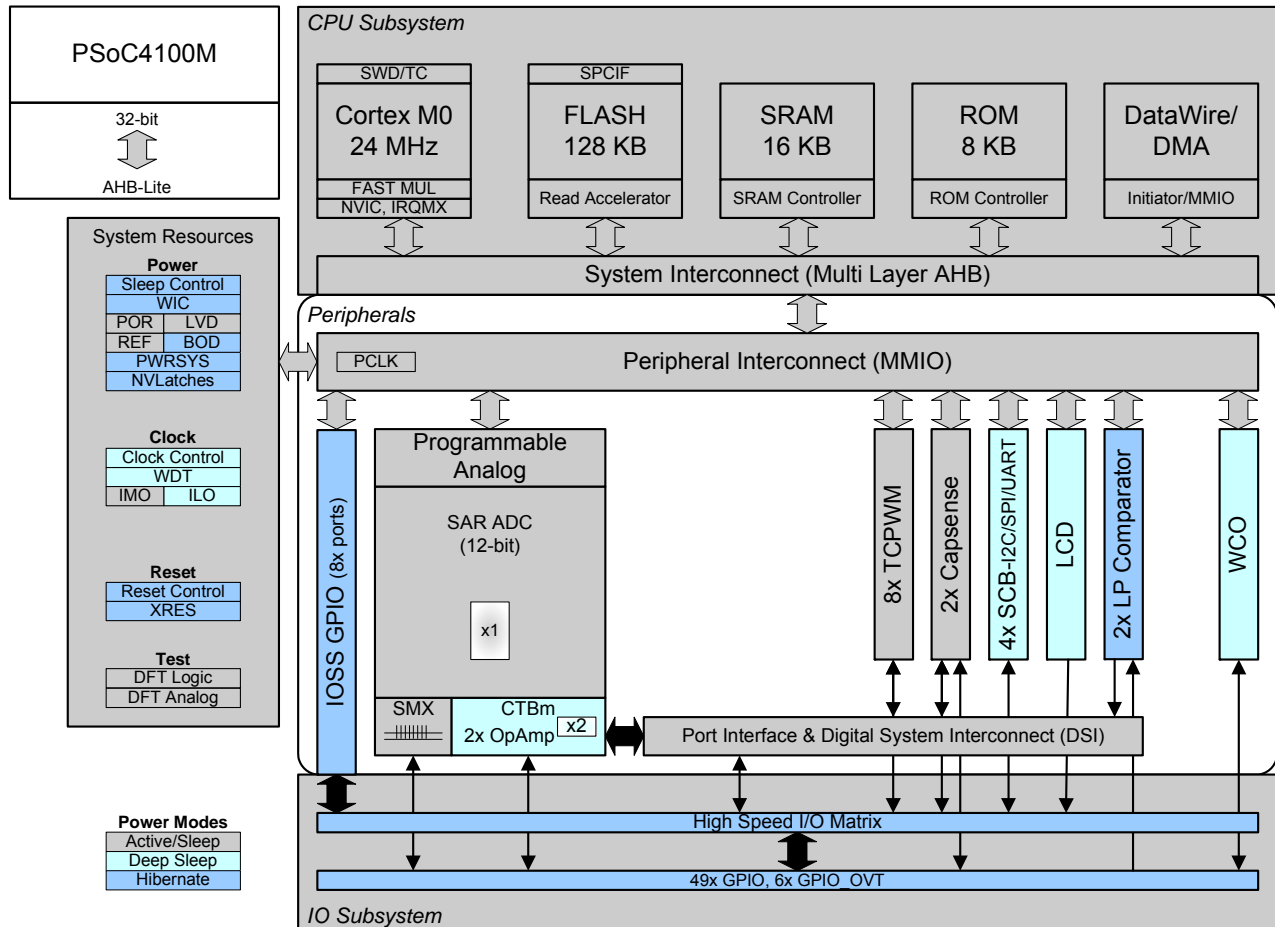 PSoC4100M
32-bit
AHB-Lite
CPU Subsystem
SWD/TC
Cortex M0
24 MHz
FAST MUL
NVIC, IRQMX
SPCIF
FLASH
128 KB
Read Accelerator
SRAM
16 KB
SRAM Controller
ROM
8 KB
ROM Controller
DataWire/
DMA
Initiator/MMIO
System Interconnect (Multi Layer AHB)
System Resources
Power
Sleep Control
WIC
POR LVD
REF BOD
PWRSYS
NVLatches
Clock
Clock Control
WDT
IMO ILO
Reset
Reset Control
XRES
Test
DFT Logic
DFT Analog
Peripherals
PCLK
Peripheral Interconnect (MMIO)
IOSS GPIO (8x ports)
Programmable
Analog
SAR ADC
(12-bit)
x1
SMX
CTBm
2x OpAmp
x2
8x TCPWM
2x Capsense
4x SCB-I2C/SPI/UART
LCD
2x LP Comparator
WCO
Port Interface & Digital System Interconnect (DSI)
High Speed I/O Matrix
49x GPIO, 6x GPIO_OVT
IO Subsystem
Power Modes
Active/Sleep
Deep Sleep
Hibernate